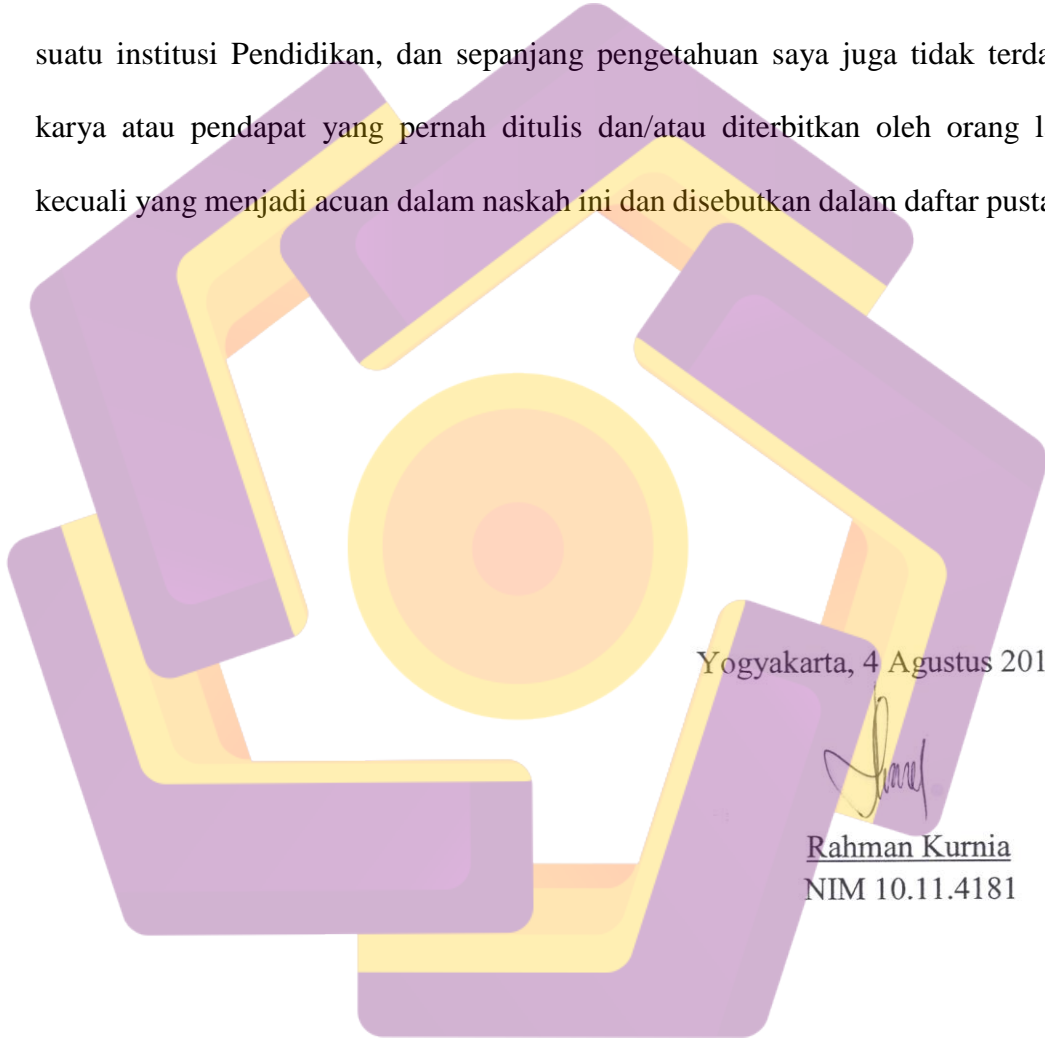 suatu institusi Pendidikan, dan sepanjang pengetahuan saya juga tidak terda
karya atau pendapat yang pernah ditulis dan/atau diterbitkan oleh orang l
kecuali yang menjadi acuan dalam naskah ini dan disebutkan dalam daftar pusta
Yogyakarta, 4 Agustus 201
Rahman Kurnia
NIM 10.11.4181